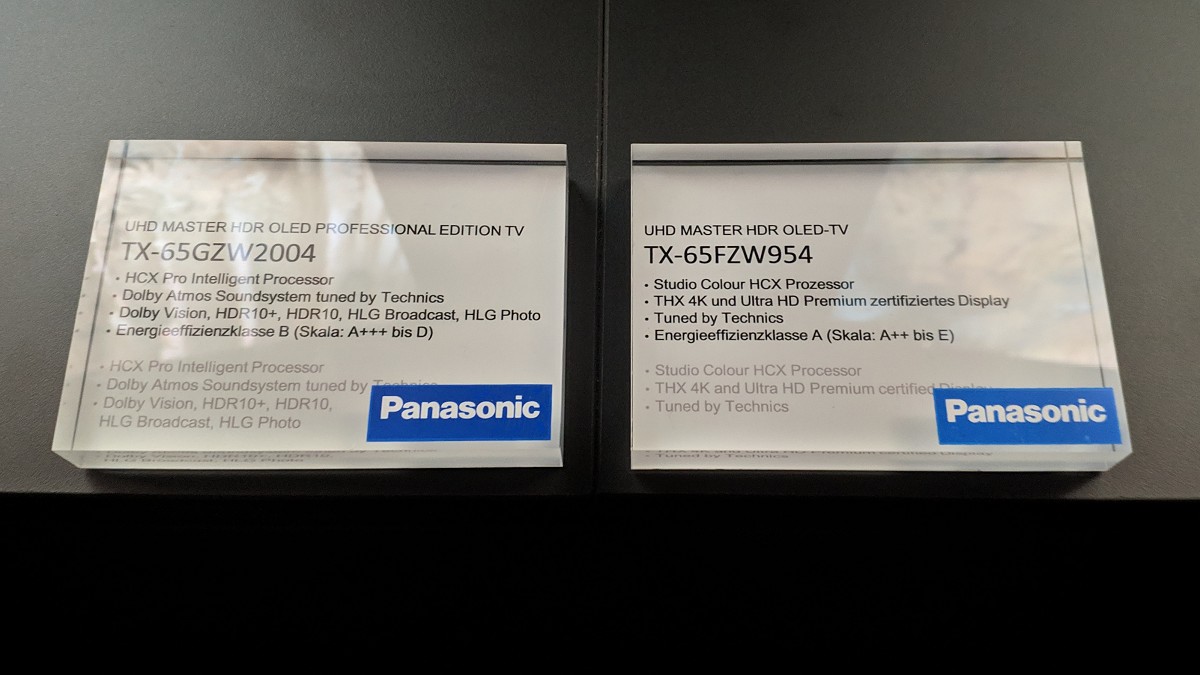 UHD MASTER HDR OLED PROFESSIONAL EDITION TV
TX-65GZW2004
· HCX Pro Intelligent Processor
· Dolby Atmos Soundsystem tuned by Technics
· Dolby Vision, HDR10+, HDR10, HLG Broadcast, HLG Photo
· Energieeffizienzklasse B (Skala: A+++ bis D)
· HCX Pro Intelligent Processor
· Dolby Atmos Soundsystem tuned by Technics
· Dolby Vision, HDR10+, HDR10,
HLG Broadcast, HLG Photo
Panasonic
UHD MASTER HDR OLED-TV
TX-65FZW954
· Studio Colour HCX Prozessor
· THX 4K und Ultra HD Premium zertifiziertes Display
· Tuned by Technics
· Energieeffizienzklasse A (Skala: A++ bis E)
· Studio Colour HCX Processor
· THX 4K and Ultra HD Premium certified Display
· Tuned by Technics
Panasonic